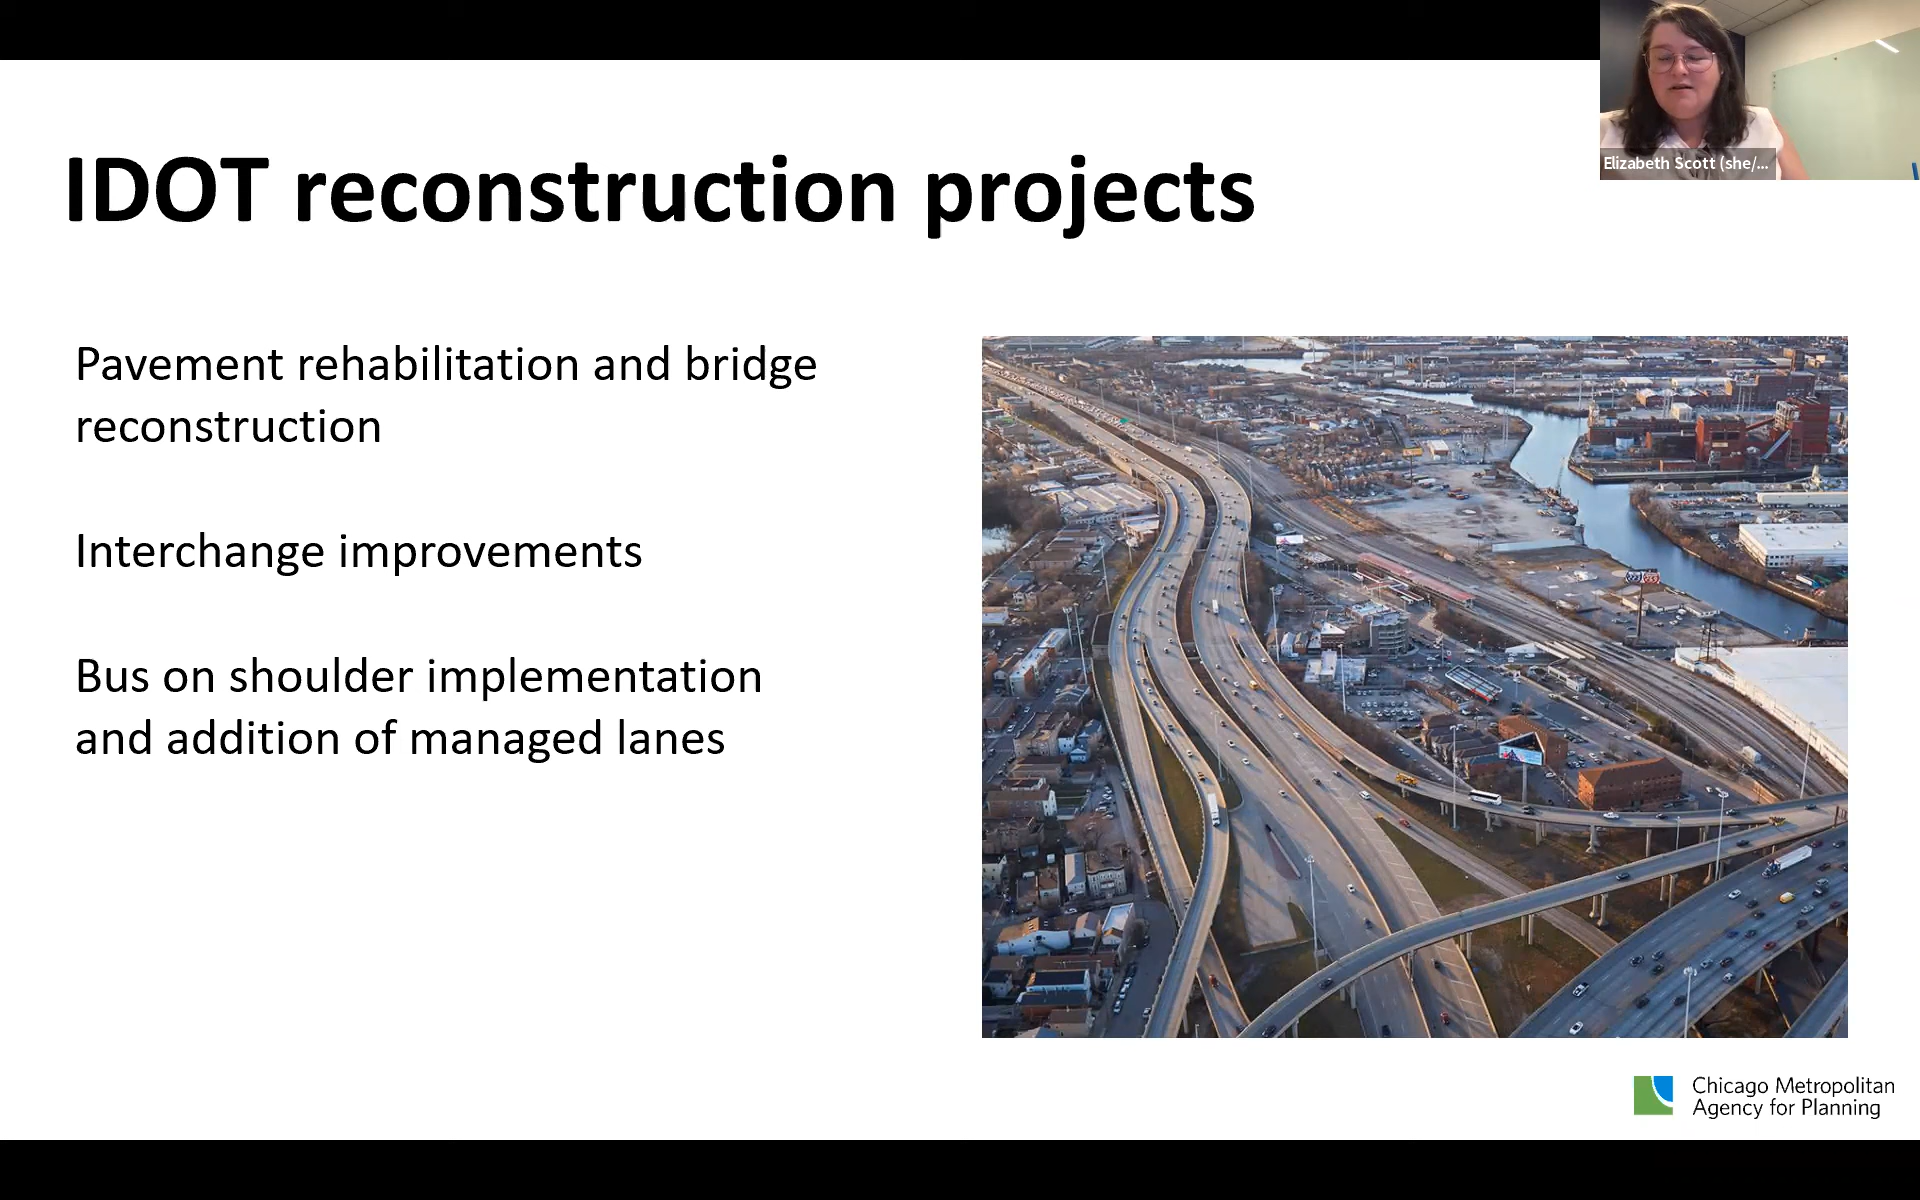 Elizabeth Scott (she/...
IDOT reconstruction projects
Pavement rehabilitation and bridge
reconstruction
Interchange improvements
Bus on shoulder implementation
and addition of managed lanes
Chicago Metropolitan
Agency for Planning